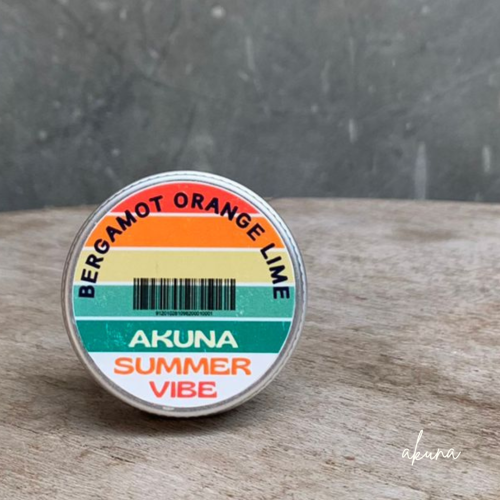 BERGAMOT ORANGE LIME
AKUNA
SUMMER
VIBE
akuna